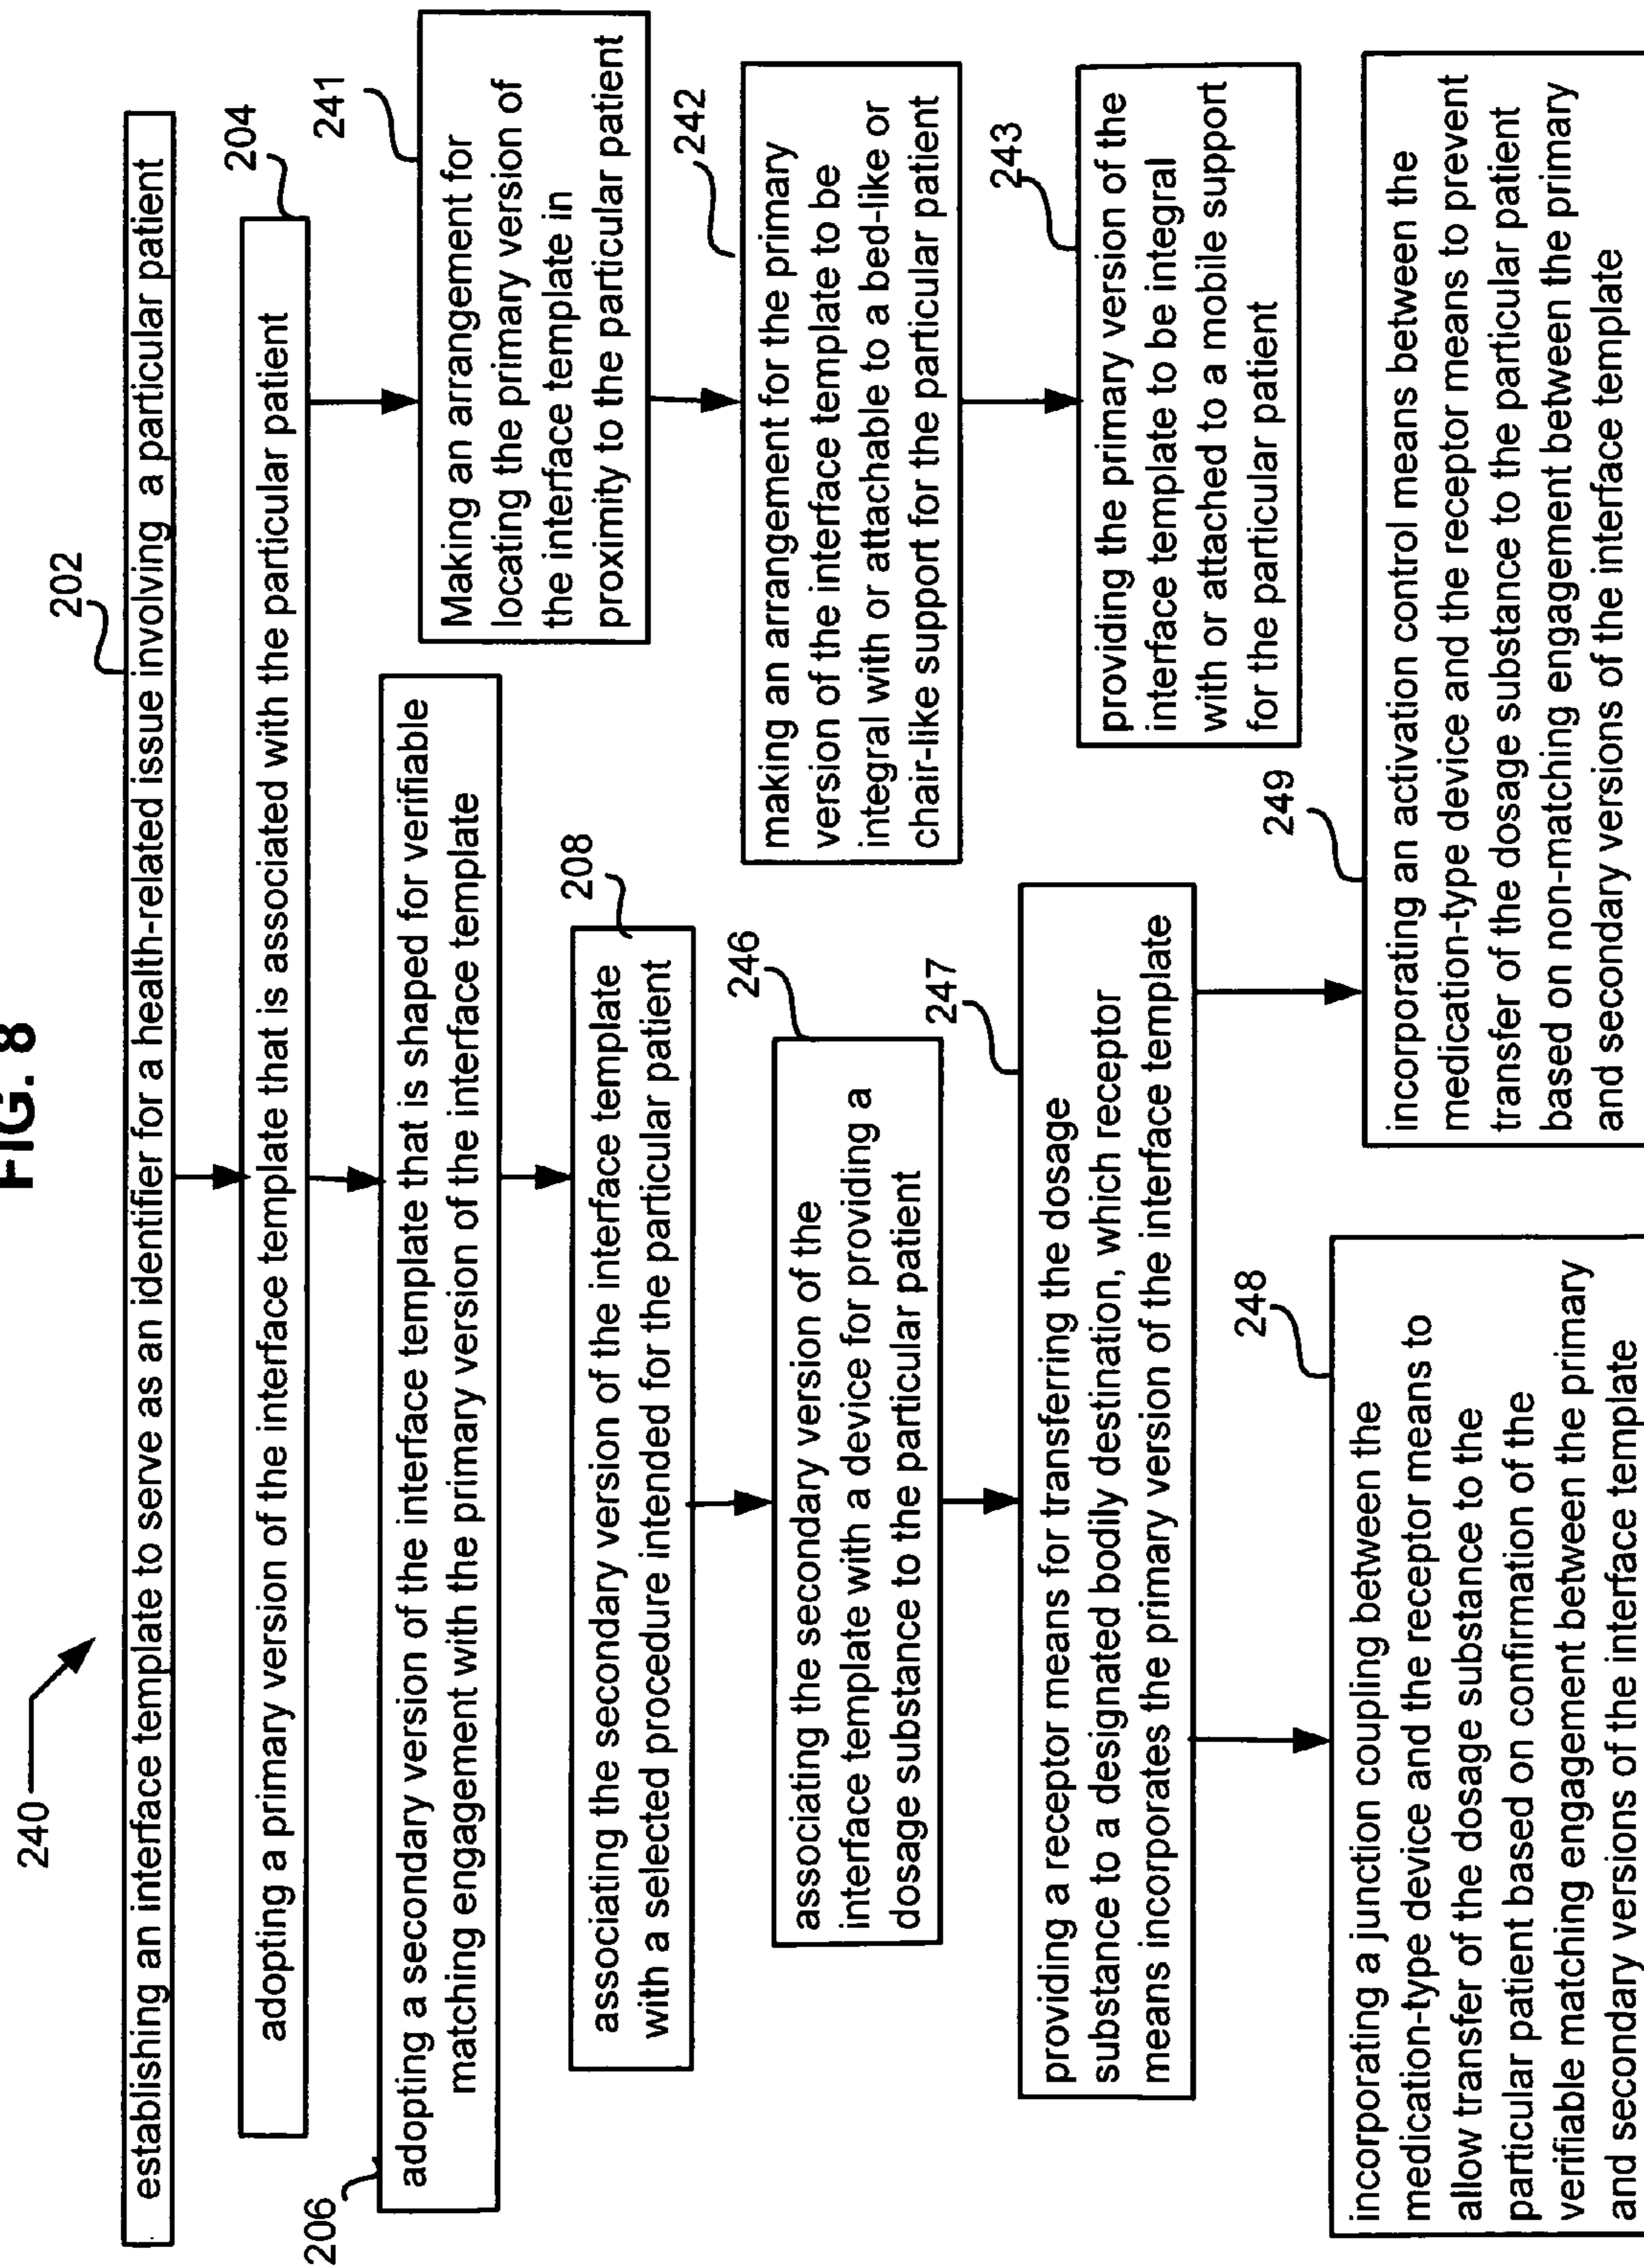 FIG. 8
240
202
establishing an interface template to serve as an identifier for a health-related issue involving a particular patient
204
adopting a primary version of the interface template that is associated with the particular patient
206
adopting a secondary version of the interface template that is shaped for verifiable
matching engagement with the primary version of the interface template
241
Making an arrangement for
locating the primary version of
the interface template in
proximity to the particular patient
208
associating the secondary version of the interface template
with a selected procedure intended for the particular patient
242
making an arrangement for the primary
version of the interface template to be
integral with or attachable to a bed-like or
chair-like support for the particular patient
246
associating the secondary version of the
interface template with a device for providing a
dosage substance to the particular patient
243
providing the primary version of the
interface template to be integral
with or attached to a mobile support
for the particular patient
247
providing a receptor means for transferring the dosage
substance to a designated bodily destination, which receptor
means incorporates the primary version of the interface template
248
incorporating a junction coupling between the
medication-type device and the receptor means to
allow transfer of the dosage substance to the
particular patient based on confirmation of the
verifiable matching engagement between the primary
and secondary versions of the interface template
249
incorporating an activation control means between the
medication-type device and the receptor means to prevent
transfer of the dosage substance to the particular patient
based on non-matching engagement between the primary
and secondary versions of the interface template